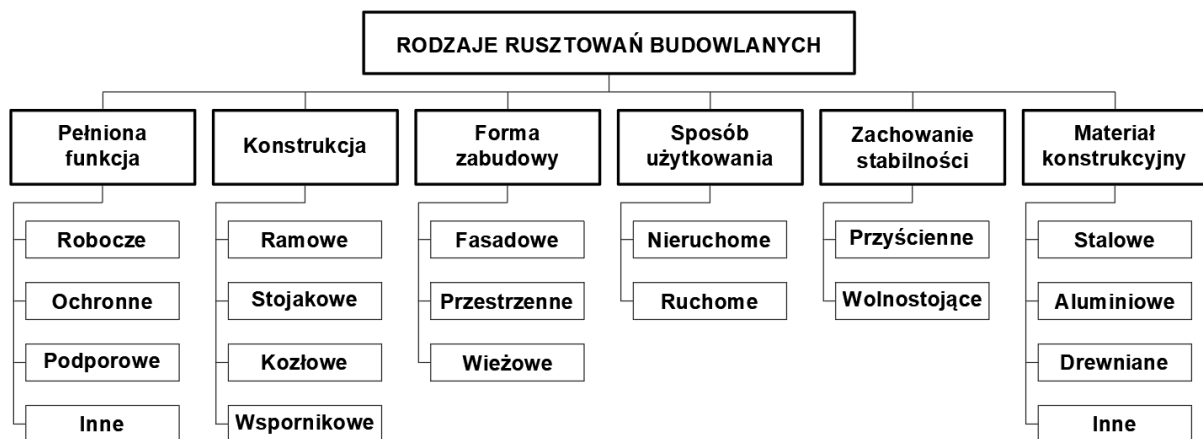 RODZAJE RUSZTOWAŃ BUDOWLANYCH
Pełniona
funkcja
Robocze
Ochronne
Podporowe
Inne
Konstrukcja
Ramowe
Stojakowe
Kozłowe
Wspornikowe
Forma
zabudowy
Fasadowe
Przestrzenne
Wieżowe
Sposób
użytkowania
Nieruchome
Ruchome
Zachowanie
stabilności
Przyścienne
Wolnostojące
Materiał
konstrukcyjny
Stalowe
Aluminiowe
Drewniane
Inne